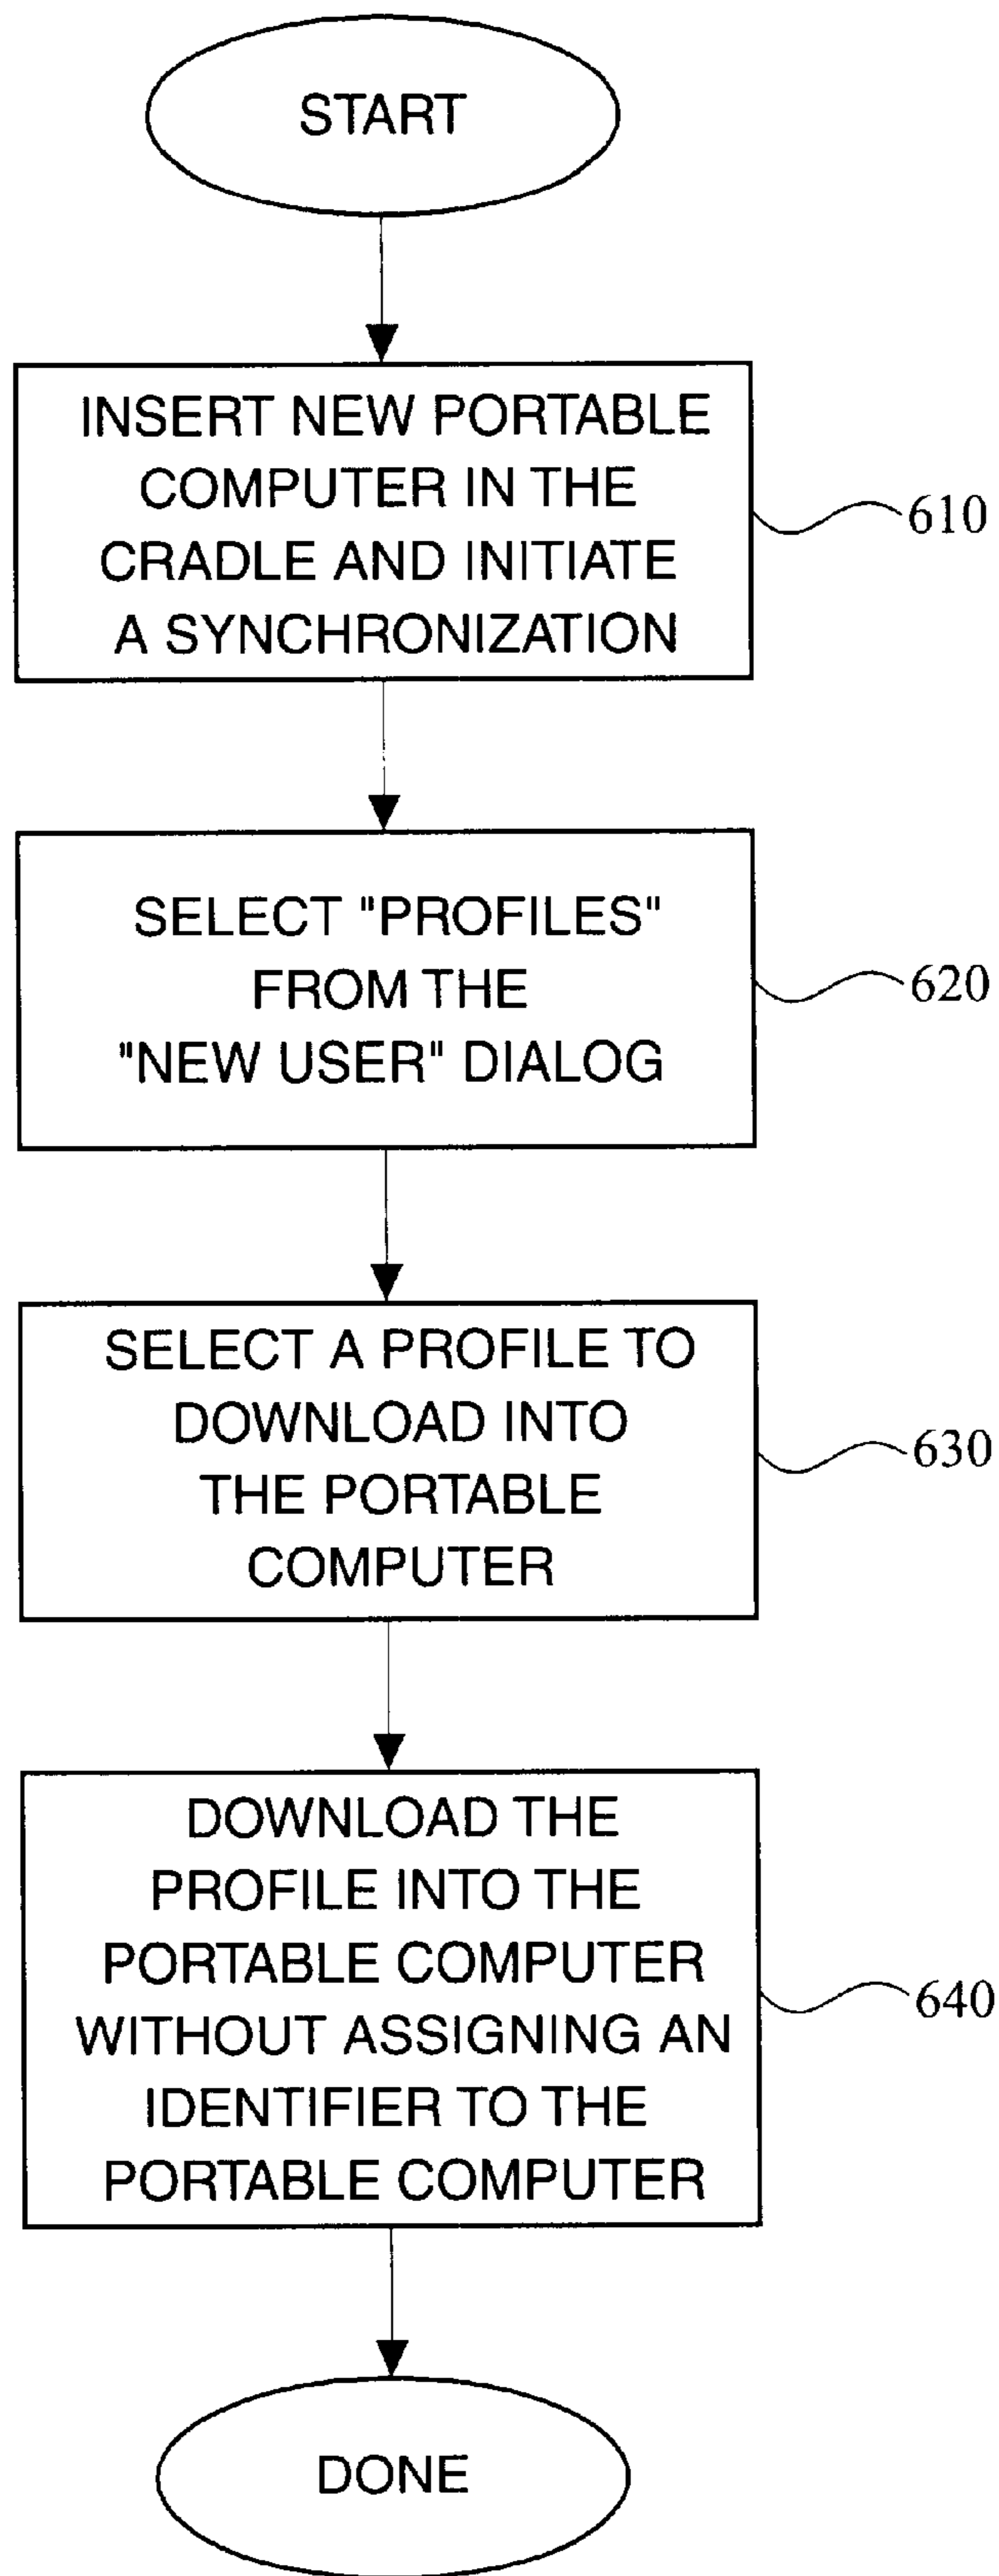 START
INSERT NEW PORTABLE
COMPUTER IN THE
CRADLE AND INITIATE
A SYNCHRONIZATION
610
SELECT "PROFILES"
FROM THE
"NEW USER" DIALOG
620
SELECT A PROFILE TO
DOWNLOAD INTO
THE PORTABLE
COMPUTER
630
DOWNLOAD THE
PROFILE INTO THE
PORTABLE COMPUTER
WITHOUT ASSIGNING AN
IDENTIFIER TO THE
PORTABLE COMPUTER
640
DONE